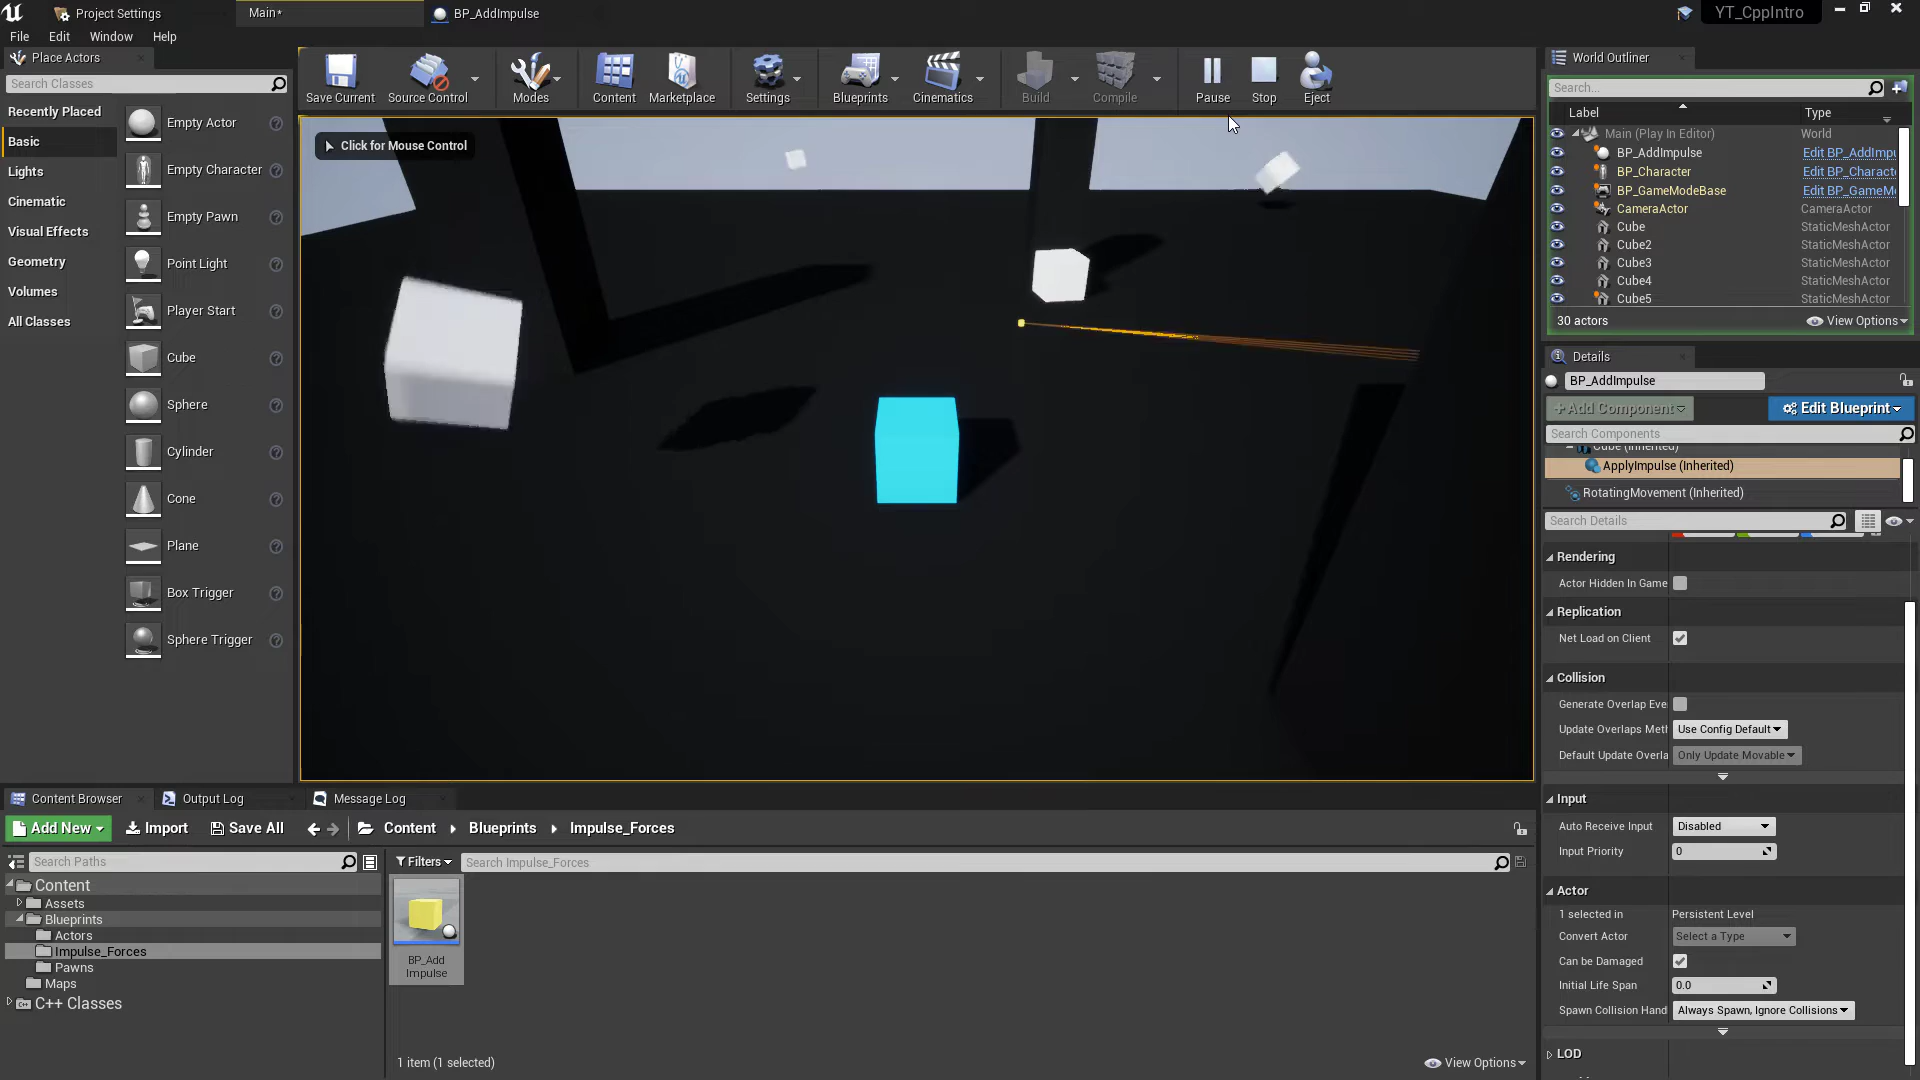 Project Settings
Main*
BP_AddImpulse
YT_CppIntro
File
Edit
Window
Help
Place Actors
Search Classes
Recently Placed
Basic
Lights
Cinematic
Visual Effects
Geometry
Volumes
All Classes
Empty Actor
Empty Character
Empty Pawn
Point Light
Player Start
Cube
Sphere
Cylinder
Cone
Plane
Box Trigger
Sphere Trigger
Save Current
Source Control
Modes
Content
Marketplace
Settings
Blueprints
Cinematics
Build
Compile
Pause
Stop
Eject
Click for Mouse Control
World Outliner
Search...
Label
Type
Main (Play In Editor)
World
BP_AddImpulse
Edit BP_AddImpu
BP_Character
Edit BP_Characte
BP_GameModeBase
Edit BP_GameMo
CameraActor
CameraActor
Cube
StaticMeshActor
Cube2
StaticMeshActor
Cube3
StaticMeshActor
Cube4
StaticMeshActor
Cube5
StaticMeshActor
30 actors
View Options
Details
BP_AddImpulse
+ Add Component
Edit Blueprint
Search Components
Cube (Inherited)
ApplyImpulse (Inherited)
RotatingMovement (Inherited)
Search Details
Rendering
Actor Hidden In Game
Replication
Net Load on Client
Collision
Generate Overlap Eve
Update Overlaps Meth
Use Config Default
Default Update Overla
Only Update Movable
Input
Auto Receive Input
Disabled
Input Priority
0
Actor
1 selected in
Persistent Level
Convert Actor
Select a Type
Can be Damaged
Initial Life Span
0.0
Spawn Collision Hand
Always Spawn, Ignore Collisions
LOD
Content Browser
Output Log
Message Log
Add New
Import
Save All
Content
Blueprints
Impulse_Forces
Search Paths
Filters
Search Impulse_Forces
Content
Assets
Blueprints
Actors
Impulse_Forces
Pawns
Maps
C++ Classes
BP_Add
Impulse
1 item (1 selected)
View Options